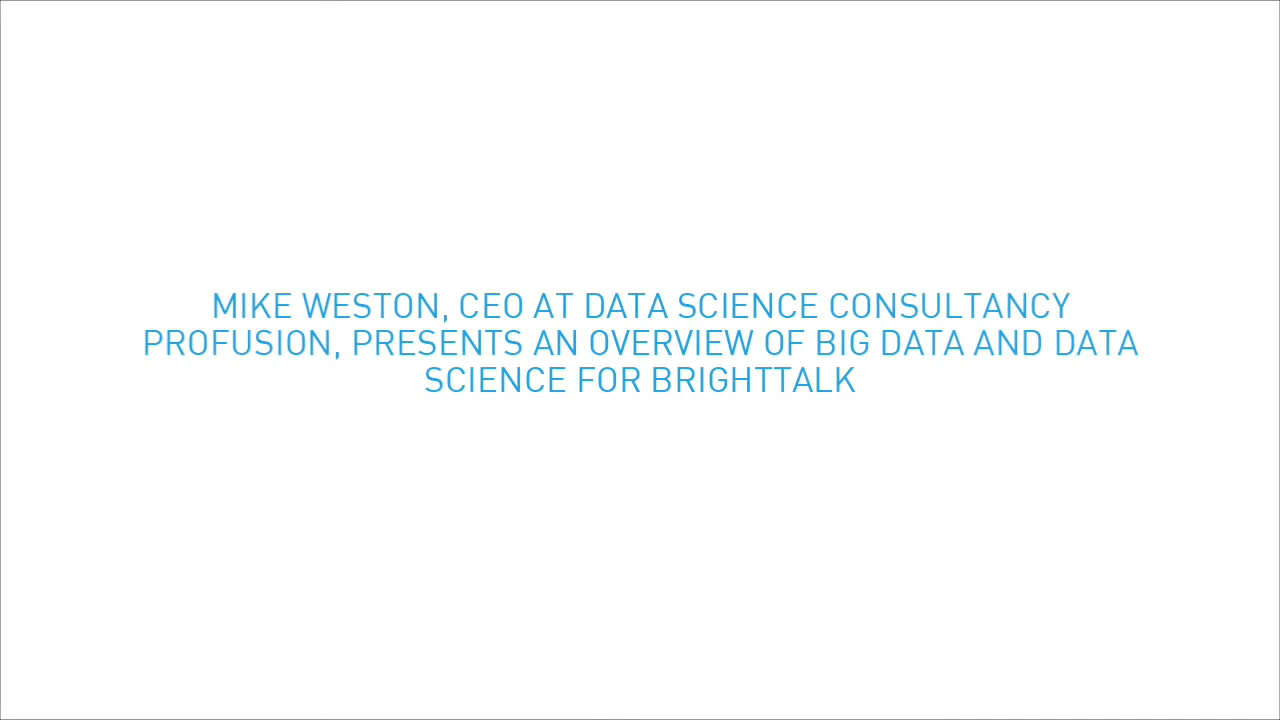 MIKE WESTON, CEO AT DATA SCIENCE CONSULTANCY
PROFUSION, PRESENTS AN OVERVIEW OF BIG DATA AND DATA
SCIENCE FOR BRIGHTTALK